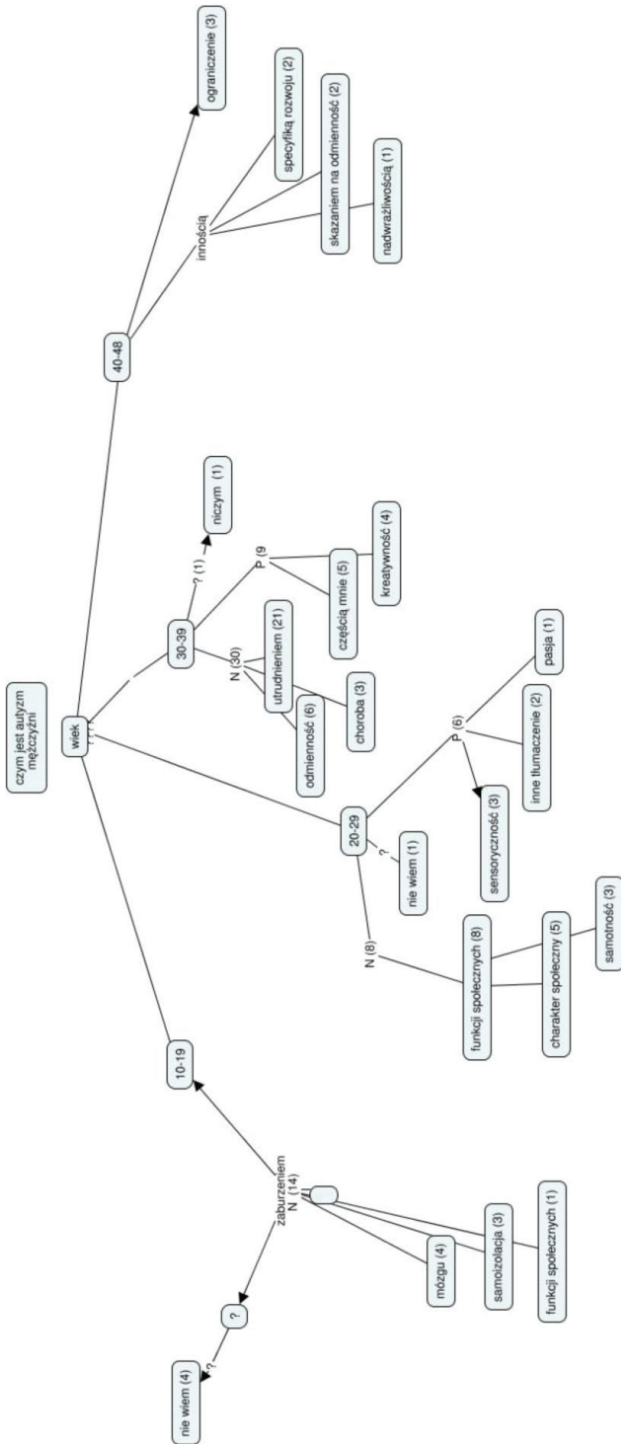 czym jest autyzm
mężczyźni
wiek
10-19
zaburzeniem
N (14)
?
?
nie wiem (4)
mózgu (4)
samoizolacja (3)
funkcji społecznych (1)
20-29
N (8)
funkcji społecznych (8)
charakter społeczny (5)
samotność (3)
?
nie wiem (1)
P (6)
sensoryczność (3)
inne tłumaczenie (2)
pasja (1)
30-39
N (30)
odmienność (6)
utrudnieniem (21)
choroba (3)
? (1)
niczym (1)
P (9
częścią mnie (5)
kreatywność (4)
40-48
innością
specyfiką rozwoju (2)
skazaniem na odmienność (2)
nadwrażliwością (1)
ograniczenie (3)